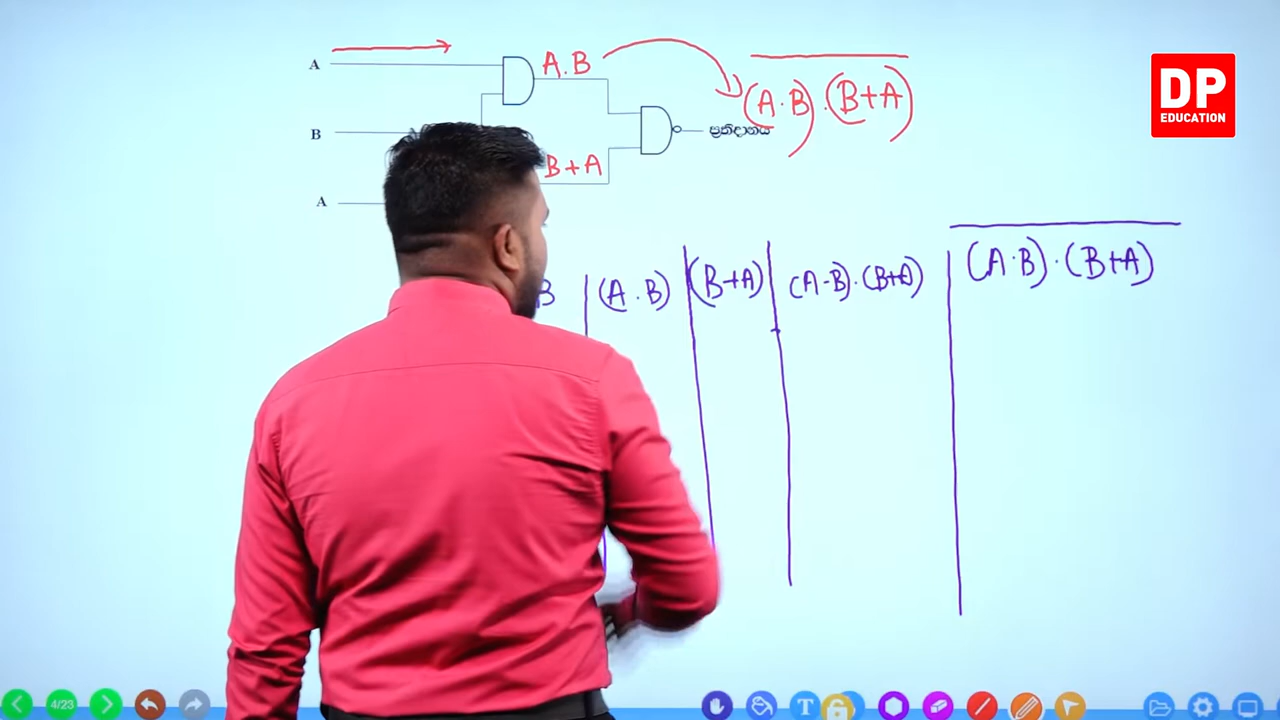 A
A.B
(A.B).(B+A)
B
ප්‍රතිදානය
B+A
A
B
(A.B)
(B+A)
(A-B).(B+A)
(A.B).(B+A)
DP
EDUCATION
4/23
T